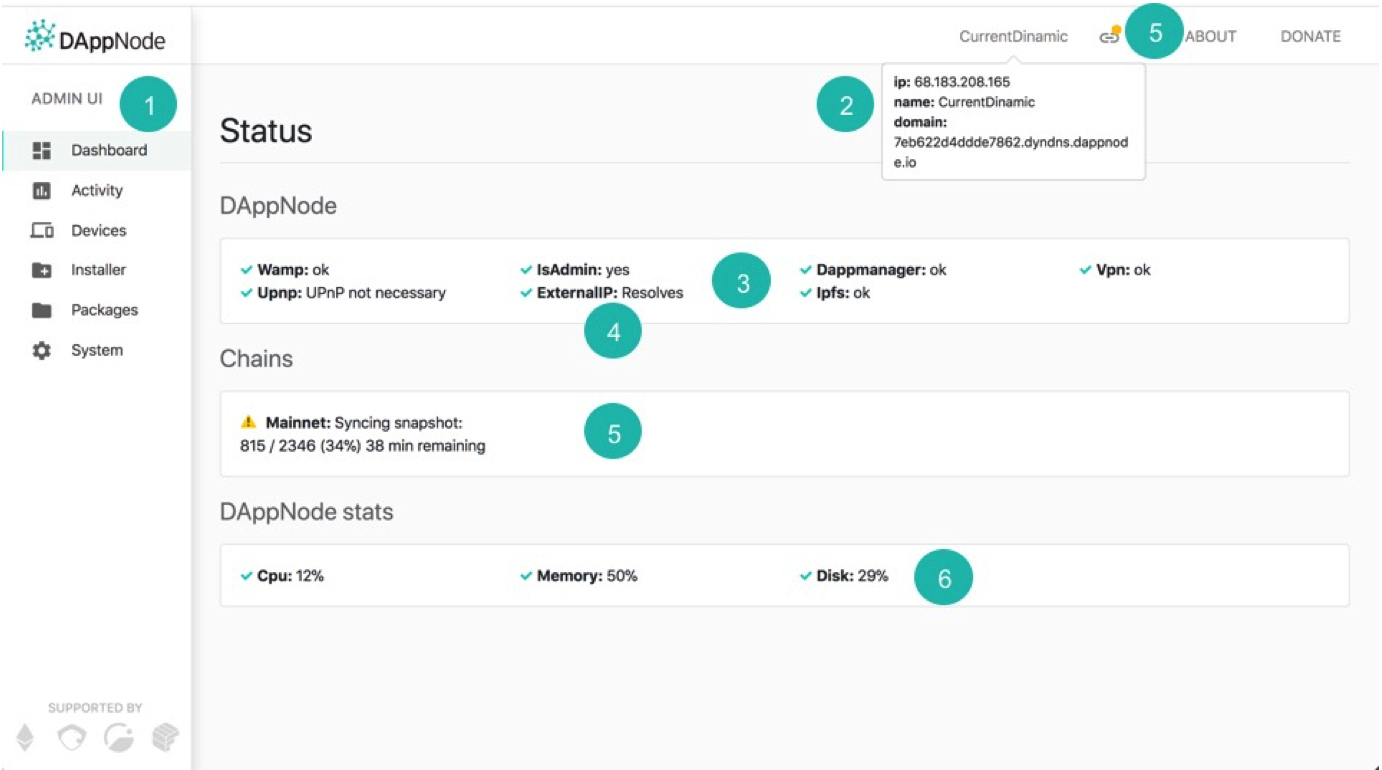 DAppNode
CurrentDinamic
5
ABOUT
DONATE
ADMIN UI
1
Dashboard
Activity
Devices
Installer
Packages
System
SUPPORTED BY
2
ip: 68.183.208.165
name: CurrentDinamic
domain:
7eb622d4ddde7862.dyndns.dappnod
e.io
Status
DAppNode
Wamp: ok
IsAdmin: yes
3
Dappmanager: ok
Vpn: ok
Upnp: UPnP not necessary
ExternalIP: Resolves
Ipfs: ok
4
Chains
Mainnet: Syncing snapshot:
815 / 2346 (34%) 38 min remaining
5
DAppNode stats
Cpu: 12%
Memory: 50%
Disk: 29%
6